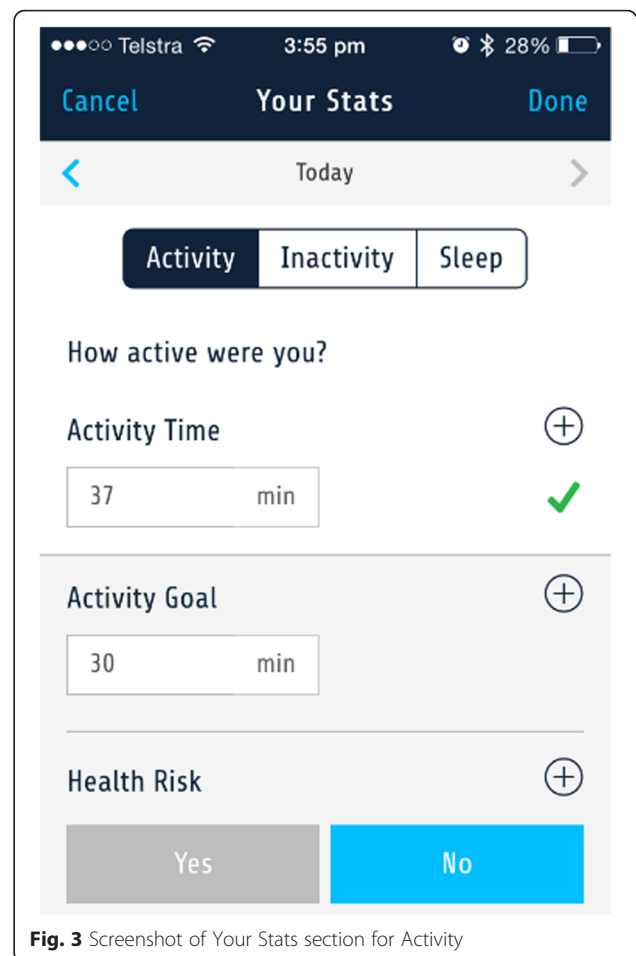 Telstra 3:55 pm 28%
Cancel Your Stats Done
Today
Activity Inactivity Sleep
How active were you?
Activity Time
37 min
Activity Goal
30 min
Health Risk
Yes No
Fig. 3 Screenshot of Your Stats section for Activity